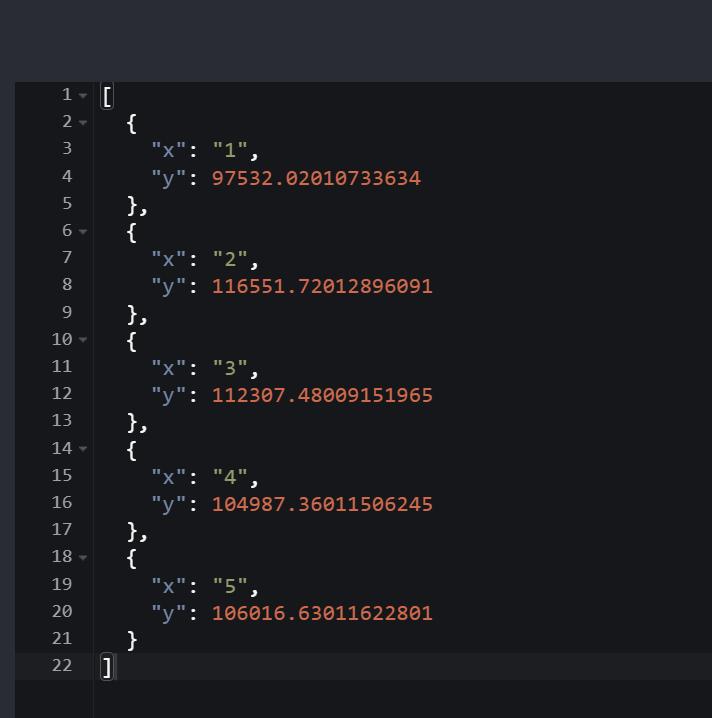 1 [
2 {
3 "x": "1",
4 "y": 97532.02010733634
5 },
6 {
7 "x": "2",
8 "y": 116551.72012896091
9 },
10 {
11 "x": "3",
12 "y": 112307.48009151965
13 },
14 {
15 "x": "4",
16 "y": 104987.36011506245
17 },
18 {
19 "x": "5",
20 "y": 106016.63011622801
21 }
22 ]